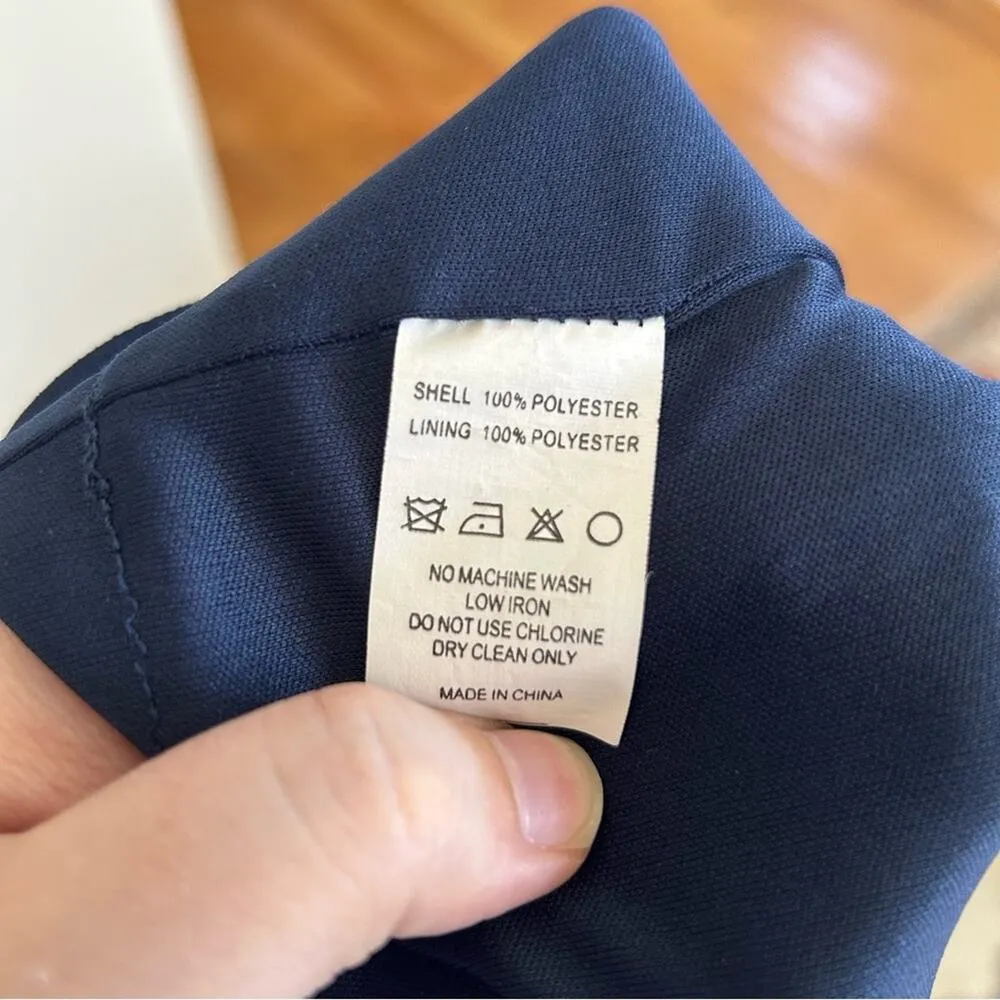 SHELL 100% POLYESTER
LINING 100% POLYESTER
NO MACHINE WASH
LOW IRON
DO NOT USE CHLORINE
DRY CLEAN ONLY
MADE IN CHINA